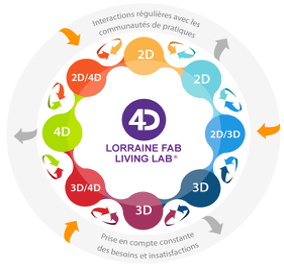 Interactions régulières avec les
communautés de pratiques
2D
2D/4D
2D
4D
4D
2D/3D
LORRAINE FAB
LIVING LAB®
3D/4D
3D
3D
Prise en compte constante
des besoins et insatisfactions